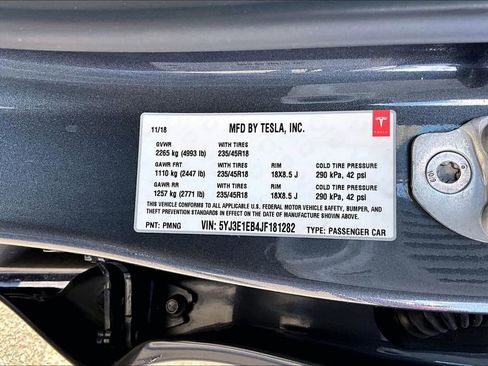 11/18 MFD BY TESLA, INC.
GVWR WITH TIRES
2265 kg (4993 lb) 235/45R18
GAWR FRT WITH TIRES RIM COLD TIRE PRESSURE
1110 kg (2447 lb) 235/45R18 18X8.5 J 290 kPa, 42 psi
GAWR RR WITH TIRES RIM COLD TIRE PRESSURE
1257 kg (2771 lb) 235/45R18 18X8.5 J 290 kPa, 42 psi
THIS VEHICLE CONFORMS TO ALL APPLICABLE U.S. FEDERAL MOTOR VEHICLE SAFETY, BUMPER, AND
THEFT PREVENTION STANDARDS IN EFFECT ON THE DATE OF MANUFACTURE SHOWN ABOVE.
PNT: PMNG VIN: 5YJ3E1EB4JF181282 TYPE: PASSENGER CAR
TESLA